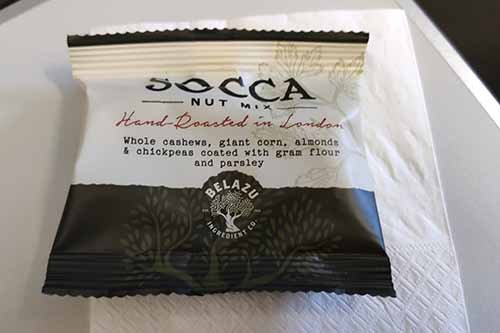 SOCCA
NUT MIX
Hand-Roasted in London
Whole cashews, giant corn, almonds
& chickpeas coated with gram flour
and parsley
BELAZU
INGREDIENT CO.